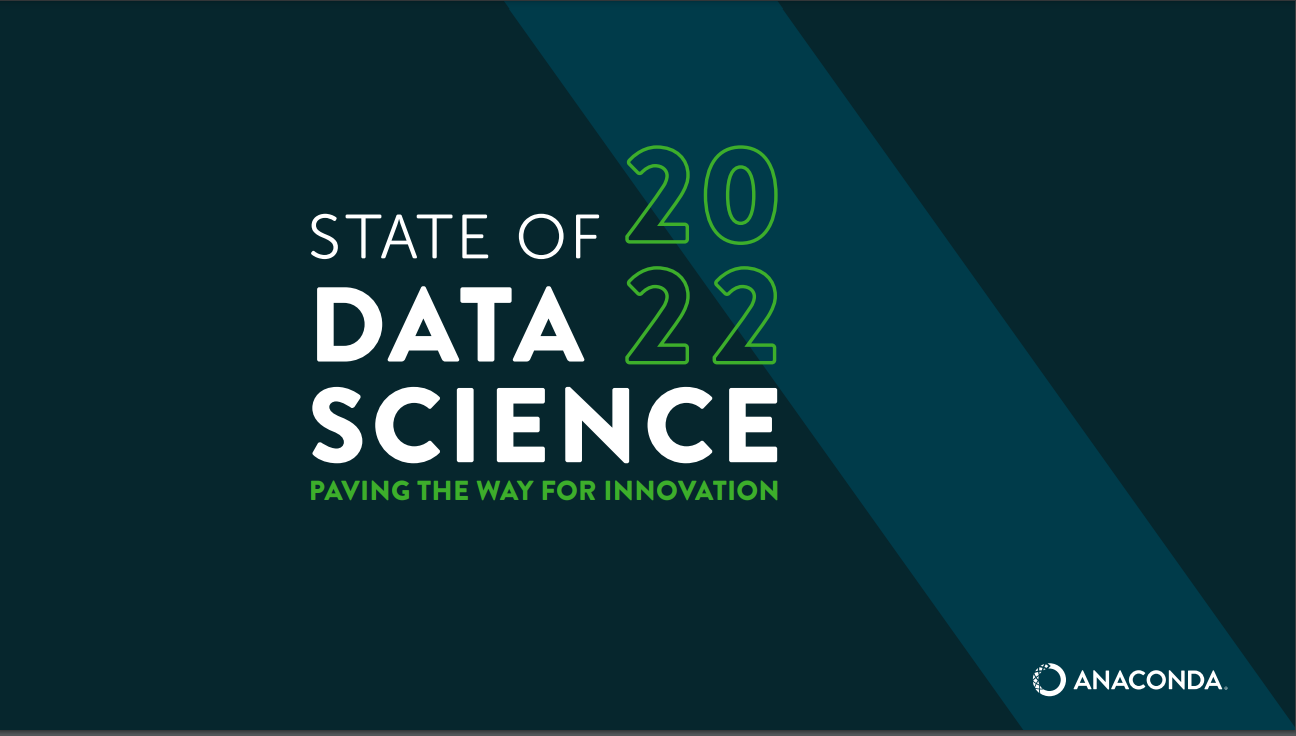 STATE OF 20
DATA 22
SCIENCE
PAVING THE WAY FOR INNOVATION
ANACONDA.